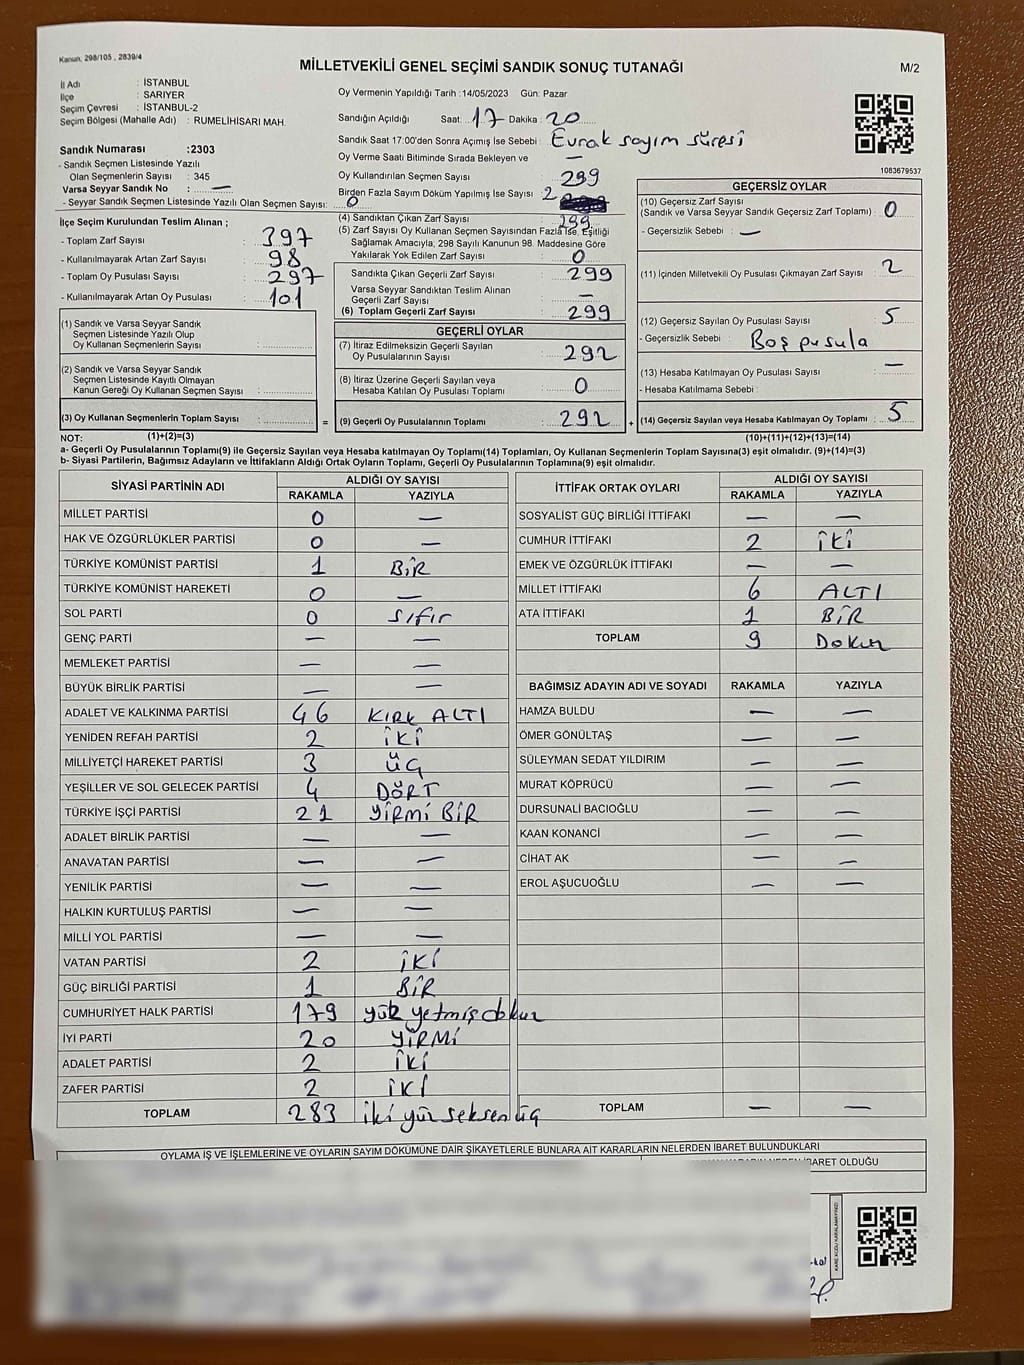 Kanun. 298/105 , 2839/4
MİLLETVEKİLİ GENEL SEÇİMİ SANDIK SONUÇ TUTANAĞI
M/2
İl Adı : İSTANBUL
İlçe : SARIYER
Seçim Çevresi : İSTANBUL-2
Seçim Bölgesi (Mahalle Adı) : RUMELİHİSARI MAH.
Sandık Numarası :2303
- Sandık Seçmen Listesinde Yazılı
Olan Seçmenlerin Sayısı : 345
Varsa Seyyar Sandık No : —
- Seyyar Sandık Seçmen Listesinde Yazılı Olan Seçmen Sayısı: 0
Oy Vermenin Yapıldığı Tarih :14/05/2023 Gün: Pazar
Sandığın Açıldığı Saat: 17 Dakika : 20
Sandık Saat 17:00'den Sonra Açımış İse Sebebi : Evrak sayım süresi
Oy Verme Saati Bitiminde Sırada Bekleyen ve —
Oy Kullandırılan Seçmen Sayısı 299
Birden Fazla Sayım Döküm Yapılmış İse Sayısı 2
1083679537
İlçe Seçim Kurulundan Teslim Alınan ;
- Toplam Zarf Sayısı : 397
- Kullanılmayarak Artan Zarf Sayısı : 98
- Toplam Oy Pusulası Sayısı : 297
- Kullanılmayarak Artan Oy Pusulası : 101
(4) Sandıktan Çıkan Zarf Sayısı 299
(5) Zarf Sayısı Oy Kullanan Seçmen Sayısından Fazla İse, Eşitliği
Sağlamak Amacıyla; 298 Sayılı Kanunun 98. Maddesine Göre
Yakılarak Yok Edilen Zarf Sayısı : 0
Sandıkta Çıkan Geçerli Zarf Sayısı : 299
Varsa Seyyar Sandıktan Teslim Alınan
Geçerli Zarf Sayısı : —
(6) Toplam Geçerli Zarf Sayısı : 299
GEÇERSİZ OYLAR
(10) Geçersiz Zarf Sayısı
(Sandık ve Varsa Seyyar Sandık Geçersiz Zarf Toplamı) : 0
- Geçersizlik Sebebi : —
(11) İçinden Milletvekili Oy Pusulası Çıkmayan Zarf Sayısı : 2
(12) Geçersiz Sayılan Oy Pusulası Sayısı : 5
- Geçersizlik Sebebi : Boş pusula
(13) Hesaba Katılmayan Oy Pusulası Sayısı : —
- Hesaba Katılmama Sebebi :
(14) Geçersiz Sayılan veya Hesaba Katılmayan Oy Toplamı : 5
(1) Sandık ve Varsa Seyyar Sandık
Seçmen Listesinde Yazılı Olup
Oy Kullanan Seçmenlerin Sayısı :
(2) Sandık ve Varsa Seyyar Sandık
Seçmen Listesinde Kayıtlı Olmayan
Kanun Gereği Oy Kullanan Seçmen Sayısı :
(3) Oy Kullanan Seçmenlerin Toplam Sayısı :
GEÇERLİ OYLAR
(7) İtiraz Edilmeksizin Geçerli Sayılan
Oy Pusulalarının Sayısı : 292
(8) İtiraz Üzerine Geçerli Sayılan veya
Hesaba Katılan Oy Pusulası Toplamı : 0
= (9) Geçerli Oy Pusulalarının Toplamı : 292 +
NOT: (1)+(2)=(3)
(10)+(11)+(12)+(13)=(14)
a- Geçerli Oy Pusulalarının Toplamı(9) ile Geçersiz Sayılan veya Hesaba Katılmayan Oy Toplamı(14) Toplamları, Oy Kullanan Seçmenlerin Toplam Sayısına(3) eşit olmalıdır. (9)+(14)=(3)
b- Siyasi Partilerin, Bağımsız Adayların ve İttifakların Aldığı Ortak Oyların Toplamı, Geçerli Oy Pusulalarının Toplamına(9) eşit olmalıdır.
SİYASİ PARTİNİN ADI ALDIĞI OY SAYISI
RAKAMLA YAZIYLA
MİLLET PARTİSİ 0 —
HAK VE ÖZGÜRLÜKLER PARTİSİ 0 —
TÜRKİYE KOMÜNİST PARTİSİ 1 BİR
TÜRKİYE KOMÜNİST HAREKETİ 0 —
SOL PARTİ 0 sıfır
GENÇ PARTİ — —
MEMLEKET PARTİSİ — —
BÜYÜK BİRLİK PARTİSİ — —
ADALET VE KALKINMA PARTİSİ 46 KIRK ALTI
YENİDEN REFAH PARTİSİ 2 İKİ
MİLLİYETÇİ HAREKET PARTİSİ 3 ÜÇ
YEŞİLLER VE SOL GELECEK PARTİSİ 4 DÖRT
TÜRKİYE İŞÇİ PARTİSİ 21 YİRMİ BİR
ADALET BİRLİK PARTİSİ — —
ANAVATAN PARTİSİ — —
YENİLİK PARTİSİ — —
HALKIN KURTULUŞ PARTİSİ — —
MİLLİ YOL PARTİSİ — —
VATAN PARTİSİ 2 İKİ
GÜÇ BİRLİĞİ PARTİSİ 1 BİR
CUMHURİYET HALK PARTİSİ 179 yüz yetmiş dokuz
İYİ PARTİ 20 YİRMİ
ADALET PARTİSİ 2 İKİ
ZAFER PARTİSİ 2 İKİ
TOPLAM 283 iki yüz seksen üç
İTTİFAK ORTAK OYLARI ALDIĞI OY SAYISI
RAKAMLA YAZIYLA
SOSYALİST GÜÇ BİRLİĞİ İTTİFAKI — —
CUMHUR İTTİFAKI 2 İKİ
EMEK VE ÖZGÜRLÜK İTTİFAKI — —
MİLLET İTTİFAKI 6 ALTI
ATA İTTİFAKI 1 BİR
TOPLAM 9 Dokuz
BAĞIMSIZ ADAYIN ADI VE SOYADI RAKAMLA YAZIYLA
HAMZA BULDU — —
ÖMER GÖNÜLTAŞ — —
SÜLEYMAN SEDAT YILDIRIM — —
MURAT KÖPRÜCÜ — —
DURSUNALİ BACIOĞLU — —
KAAN KONANCİ — —
CİHAT AK — —
EROL AŞUCUOĞLU — —
TOPLAM — —
OYLAMA İŞ VE İŞLEMLERİNE VE OYLARIN SAYIM DÖKÜMÜNE DAİR ŞİKAYETLERLE BUNLARA AİT KARARLARIN NELERDEN İBARET BULUNDUKLARI
İBARET OLDUĞU
KARE KODU KARALAMAYINIZ!